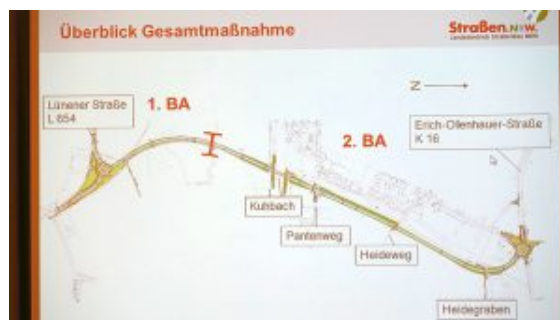 Überblick Gesamtmaßnahme
Straßen.NRW.
Lünener Straße
L 654
1. BA
N
2. BA
Erich-Ollenhauer-Straße
K 16
Kuhbach
Pantenweg
Heideweg
Heidegraben